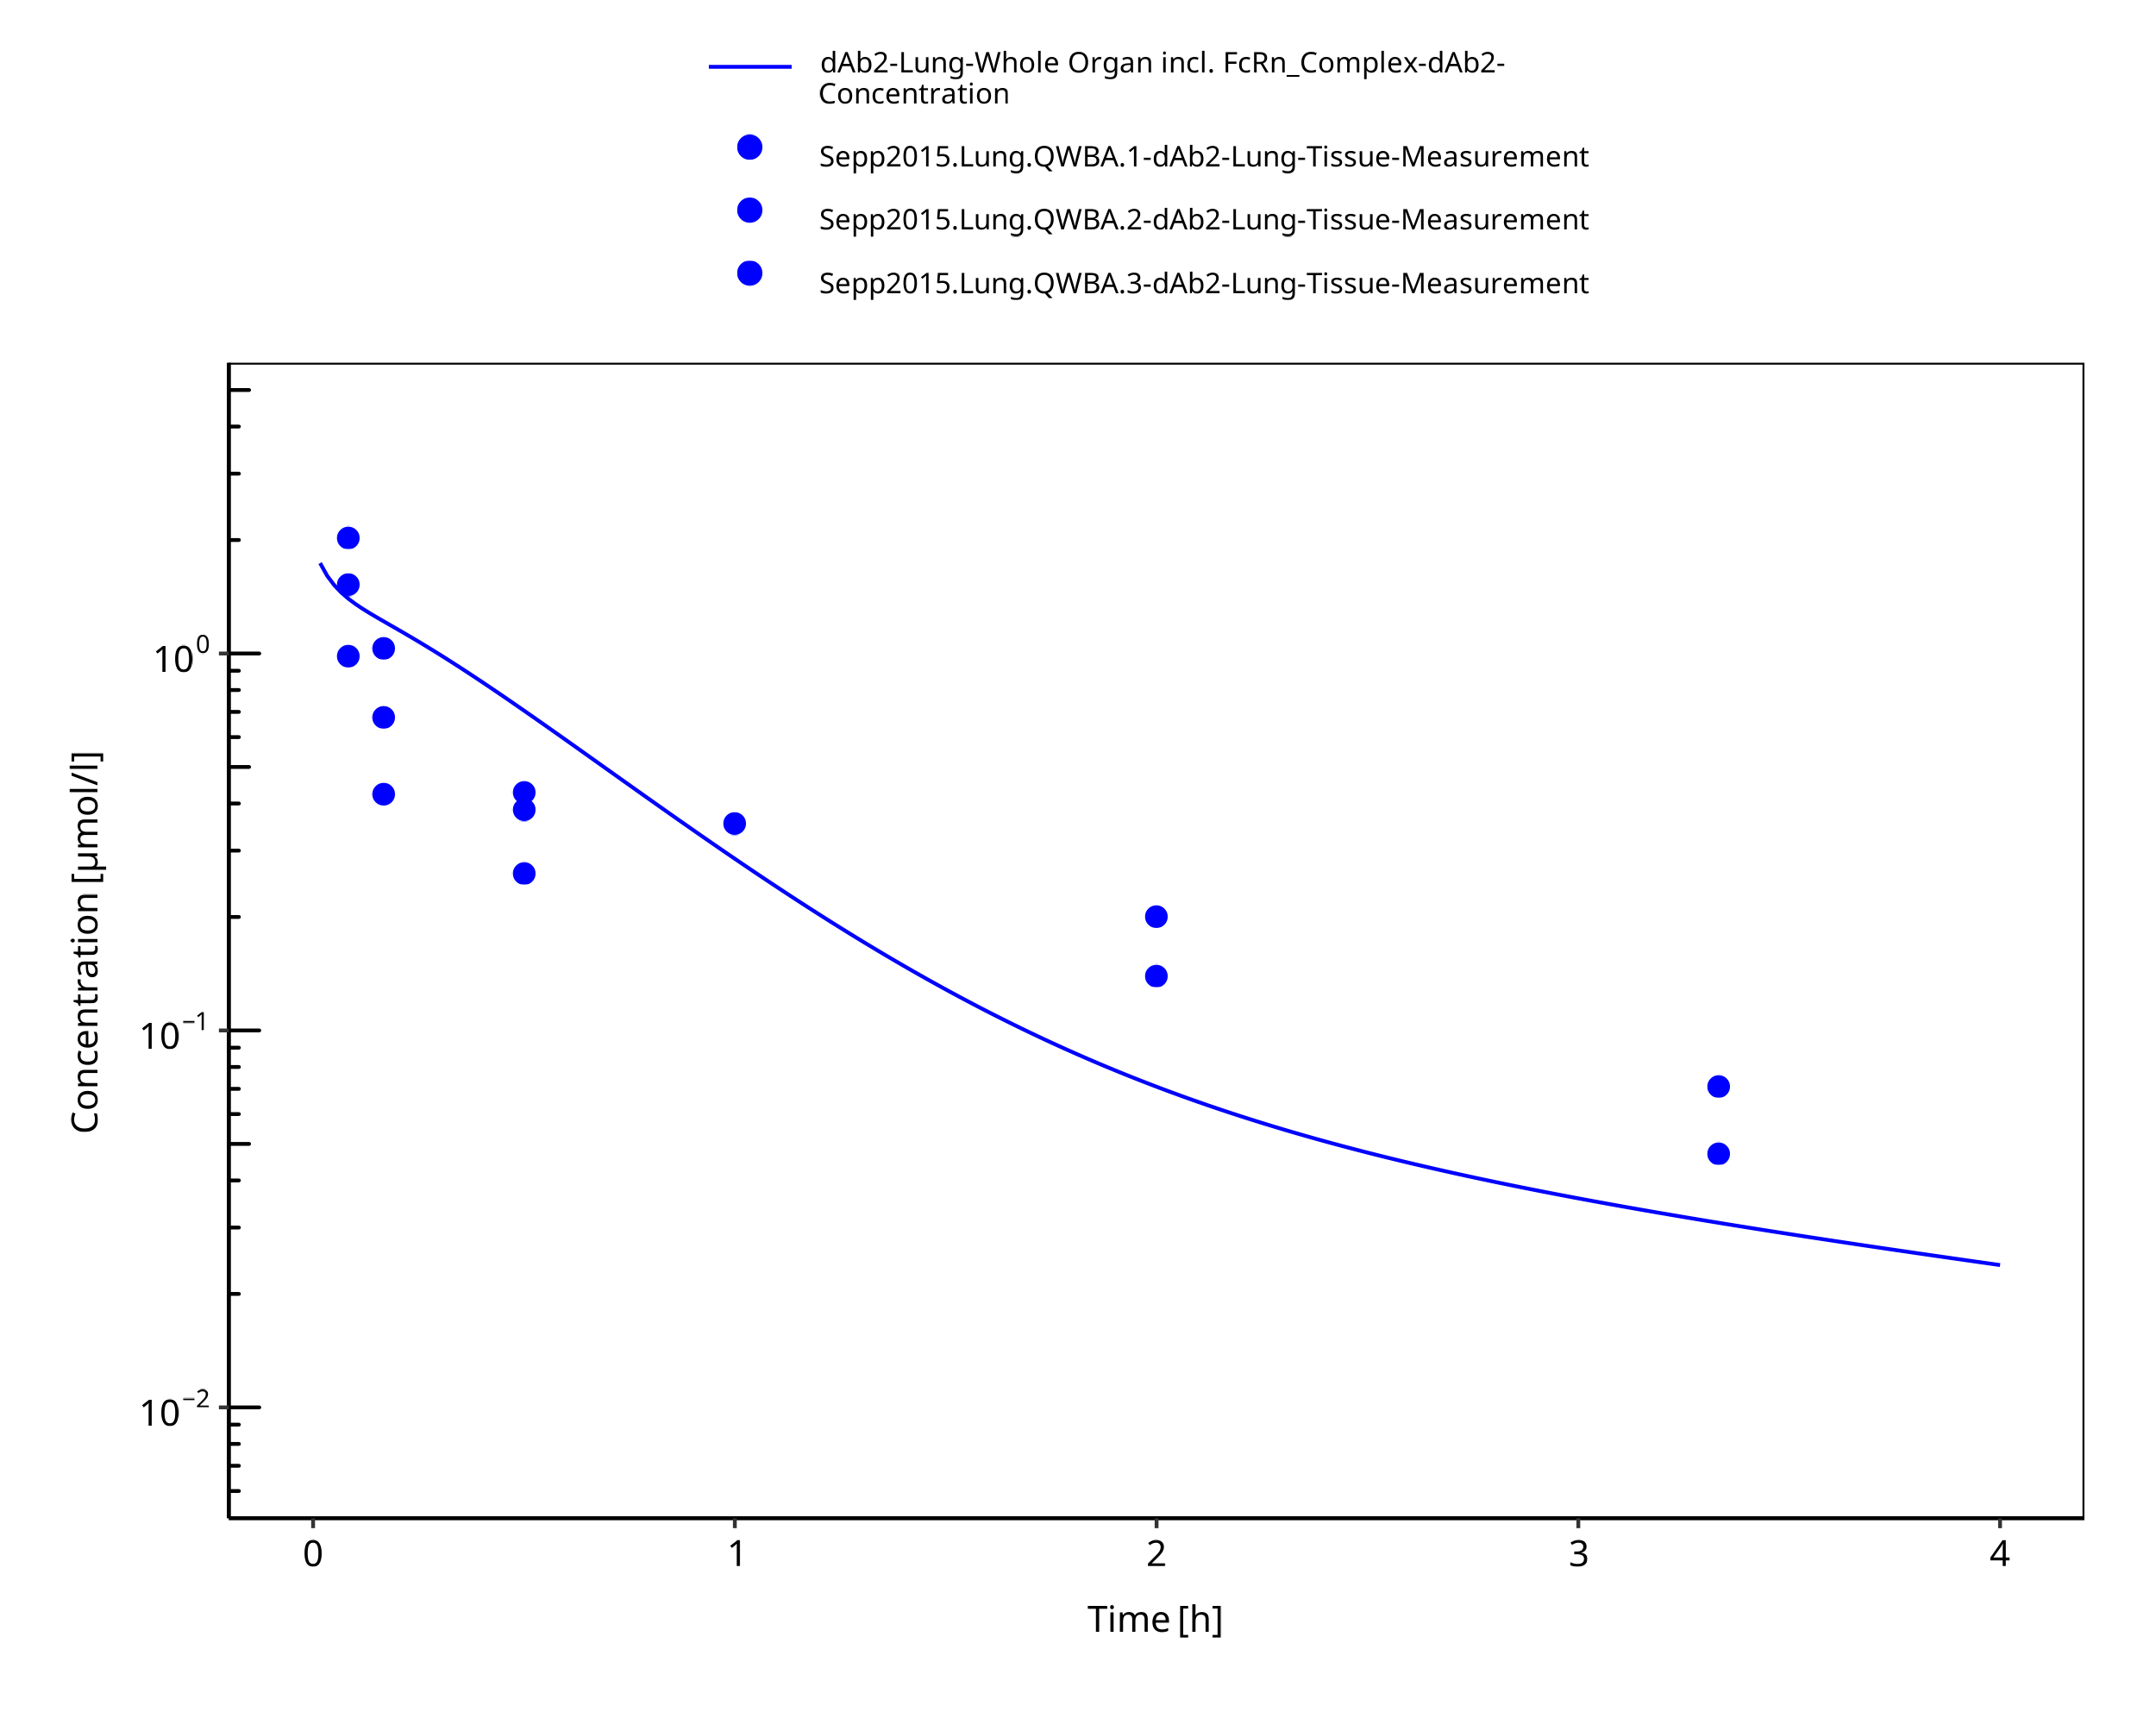 dAb2-Lung-Whole Organ incl. FcRn_Complex-dAb2-
Concentration
Sepp2015.Lung.QWBA.1-dAb2-Lung-Tissue-Measurement
Sepp2015.Lung.QWBA.2-dAb2-Lung-Tissue-Measurement
Sepp2015.Lung.QWBA.3-dAb2-Lung-Tissue-Measurement
Concentration [µmol/l]
10⁰
10⁻¹
10⁻²
0 1 2 3 4
Time [h]